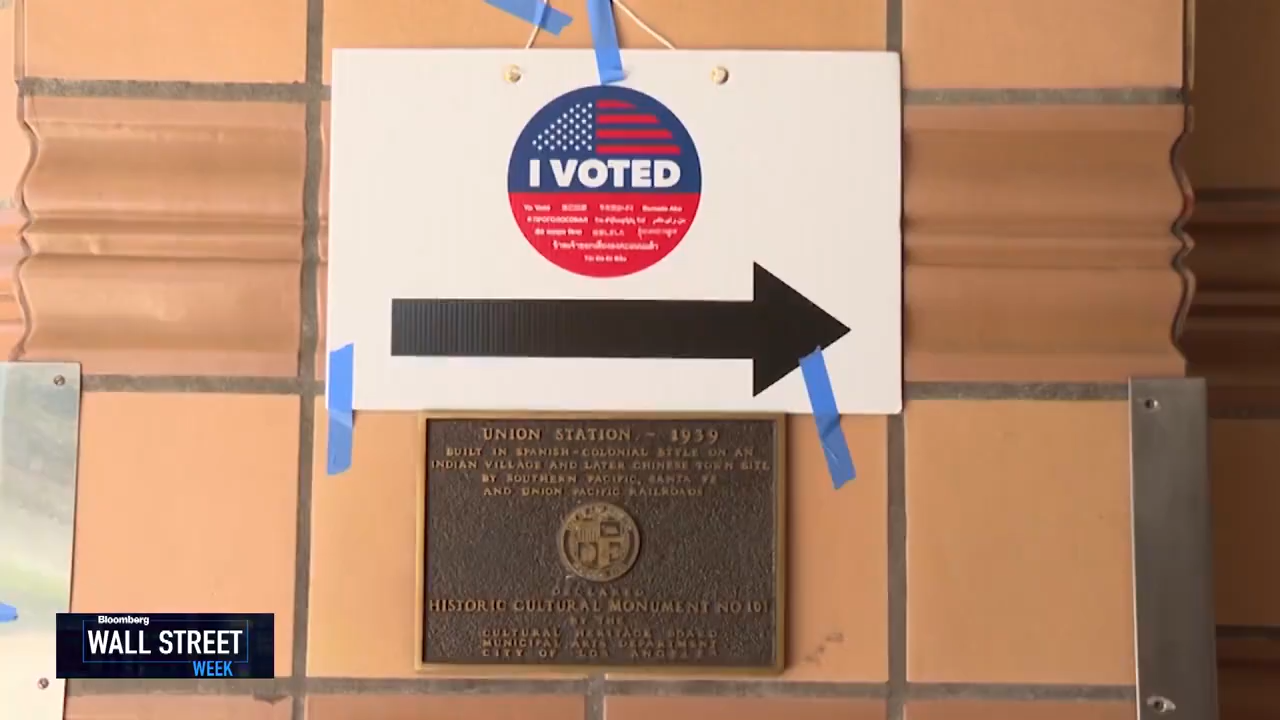 I VOTED
UNION STATION - 1939
BUILT IN SPANISH-COLONIAL STYLE ON AN
INDIAN VILLAGE AND LATER CHINESE TOWN SITE
BY SOUTHERN PACIFIC, SANTA FE
AND UNION PACIFIC RAILROADS
DECLARED
HISTORIC CULTURAL MONUMENT NO 101
BY THE
CULTURAL HERITAGE BOARD
MUNICIPAL ARTS DEPARTMENT
CITY OF LOS ANGELES
Bloomberg
WALL STREET
WEEK